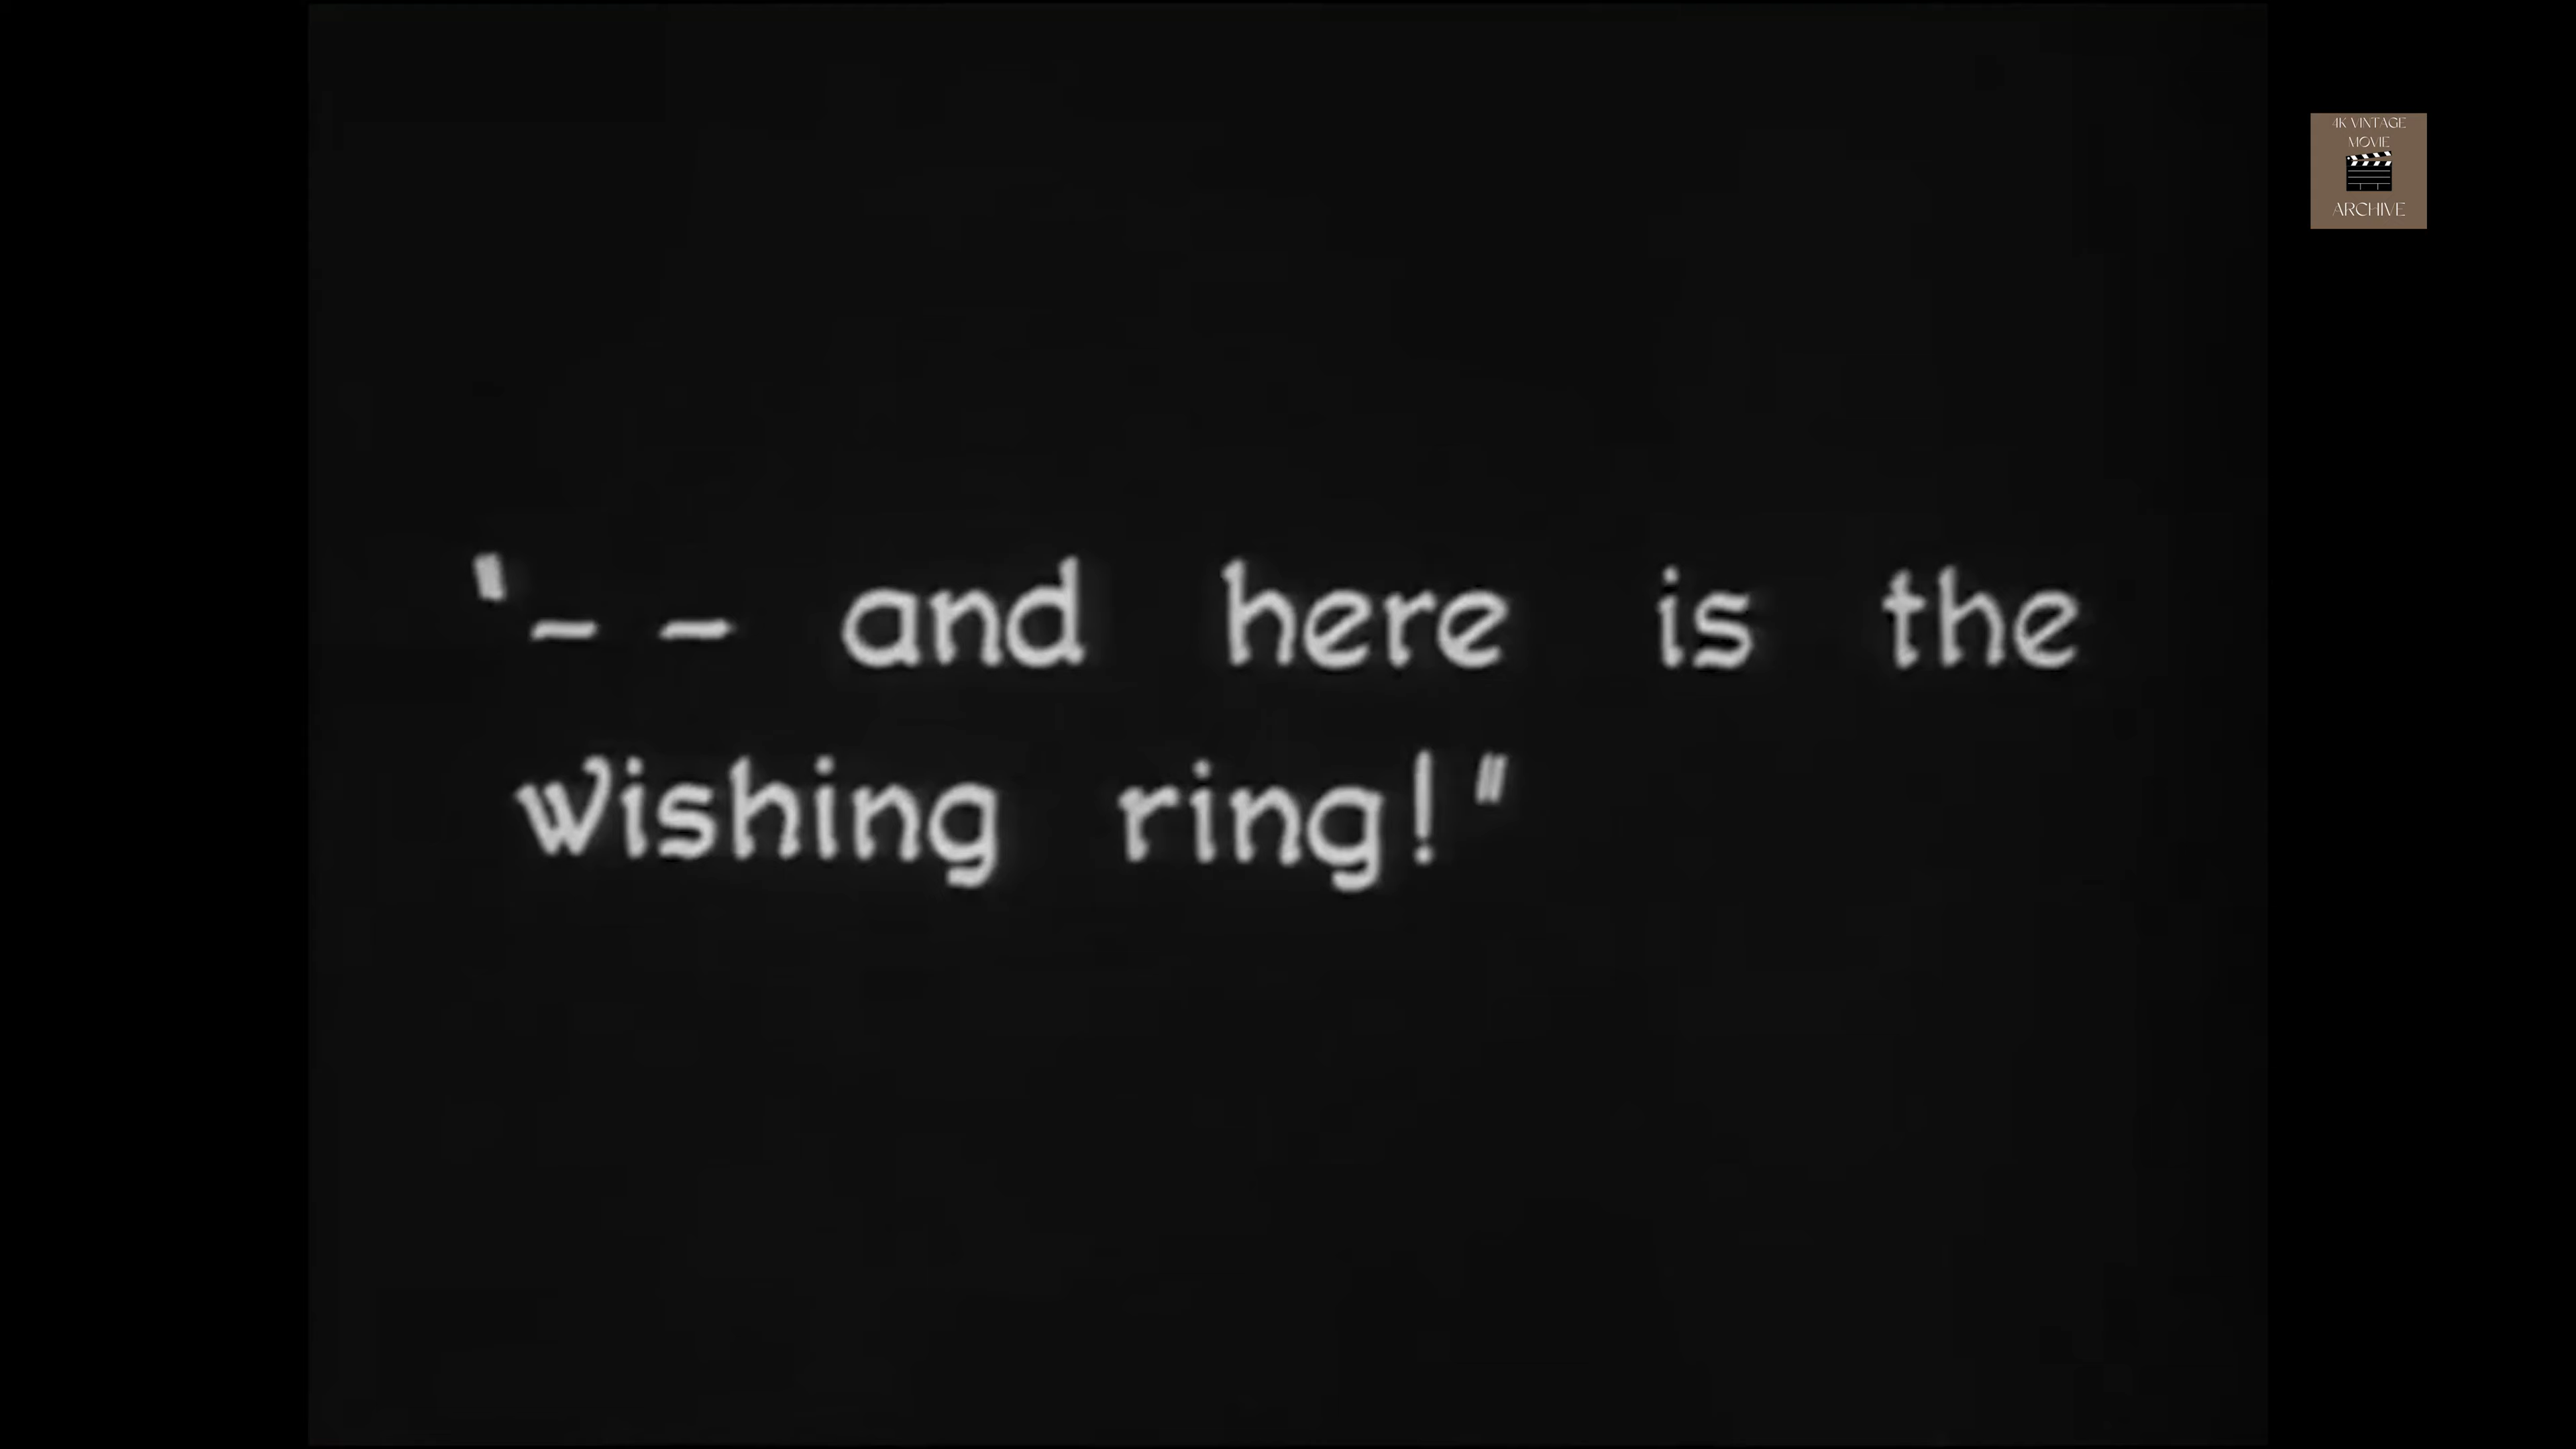 "-- and here is the
wishing ring!"
4K VINTAGE
MOVIE
ARCHIVE